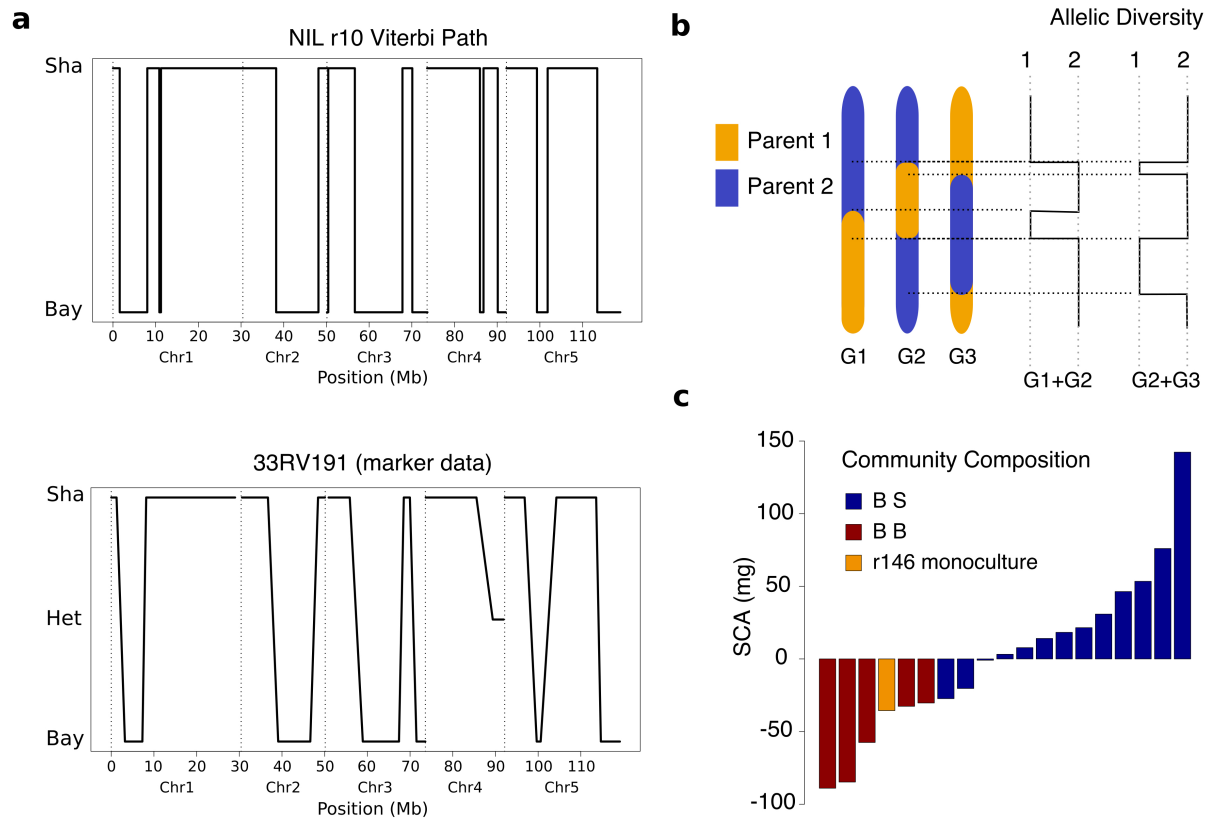 a
NIL r10 Viterbi Path
Sha
Bay
0 10 20 30 40 50 60 70 80 90 100 110
Chr1 Chr2 Chr3 Chr4 Chr5
Position (Mb)
33RV191 (marker data)
Sha
Het
Bay
0 10 20 30 40 50 60 70 80 90 100 110
Chr1 Chr2 Chr3 Chr4 Chr5
Position (Mb)
b
Allelic Diversity
1 2 1 2
Parent 1
Parent 2
G1 G2 G3
G1+G2 G2+G3
c
150
100
50
0
-50
-100
SCA (mg)
Community Composition
B S
B B
r146 monoculture